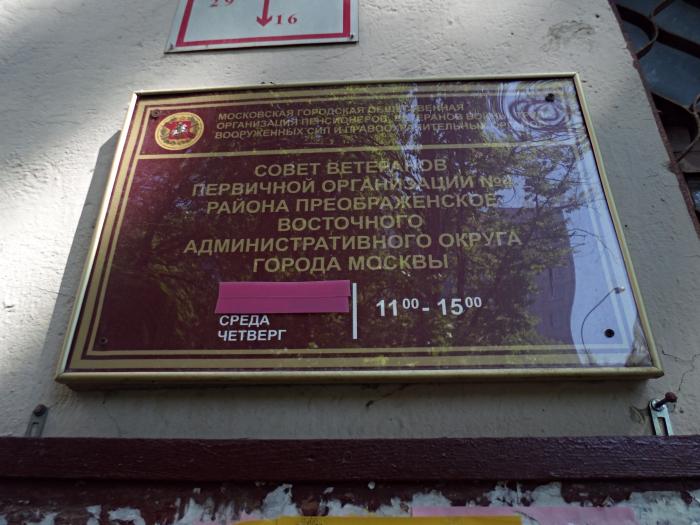 29
16
МОСКОВСКАЯ ГОРОДСКАЯ ОБЩЕСТВЕННАЯ
ОРГАНИЗАЦИЯ ПЕНСИОНЕРОВ, ВЕТЕРАНОВ ВОЙНЫ,
ВООРУЖЕННЫХ СИЛ И ПРАВООХРАНИТЕЛЬНЫХ
СОВЕТ ВЕТЕРАНОВ
ПЕРВИЧНОЙ ОРГАНИЗАЦИИ
РАЙОНА ПРЕОБРАЖЕНСКОЕ
ВОСТОЧНОГО
АДМИНИСТРАТИВНОГО ОКРУГА
ГОРОДА МОСКВЫ
СРЕДА
ЧЕТВЕРГ
11⁰⁰ - 15⁰⁰